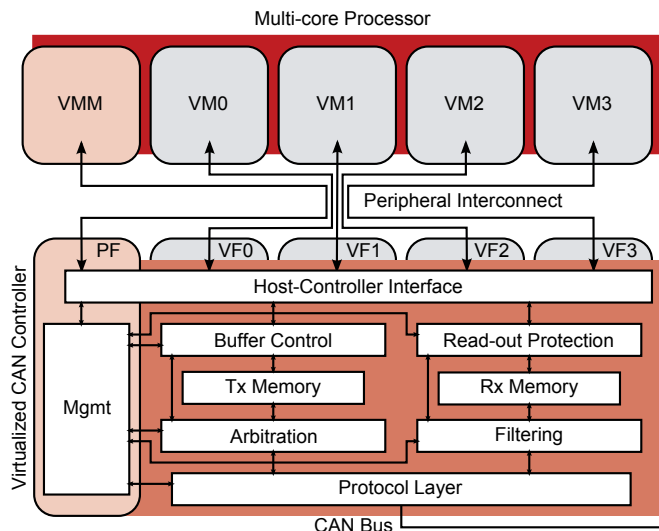 Multi-core Processor
VMM
VM0
VM1
VM2
VM3
Peripheral Interconnect
PF
VF0
VF1
VF2
VF3
Virtualized CAN Controller
Host-Controller Interface
Mgmt
Buffer Control
Read-out Protection
Tx Memory
Rx Memory
Arbitration
Filtering
Protocol Layer
CAN Bus